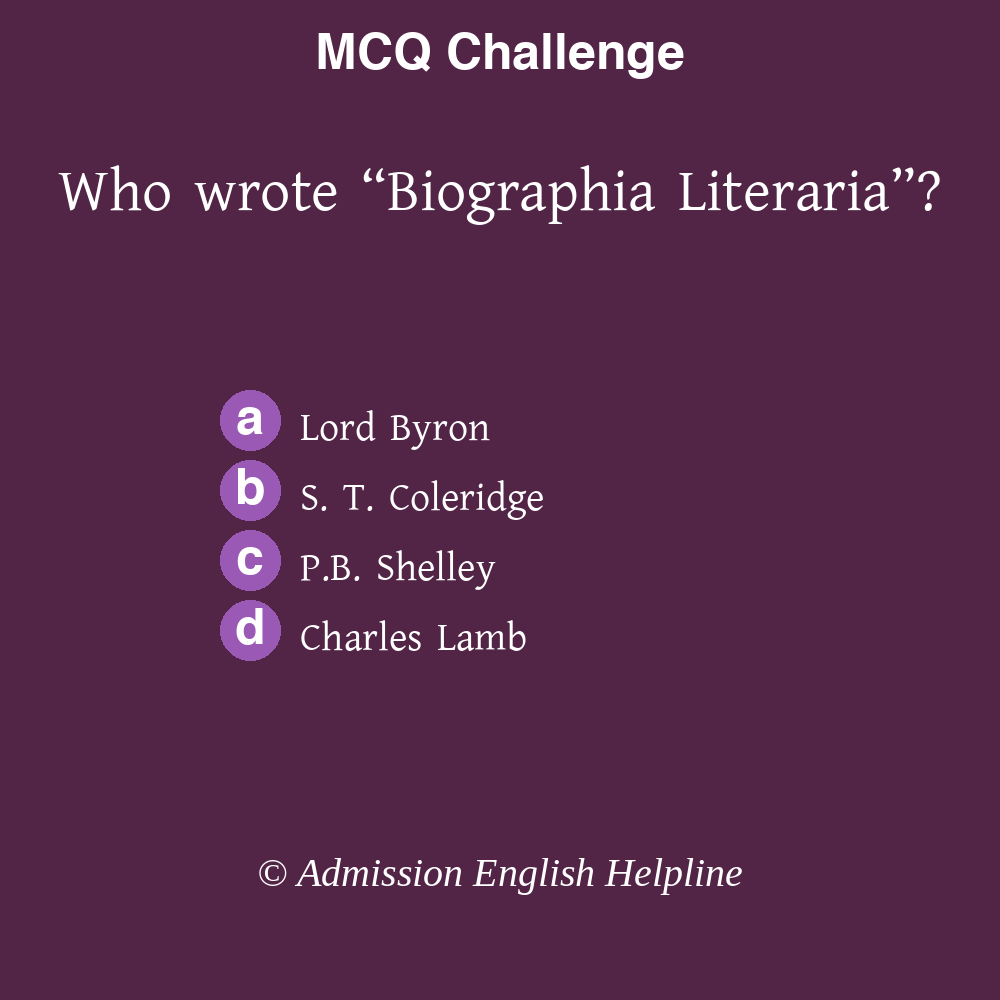 MCQ Challenge
Who wrote “Biographia Literaria”?
a Lord Byron
b S. T. Coleridge
c P.B. Shelley
d Charles Lamb
© Admission English Helpline